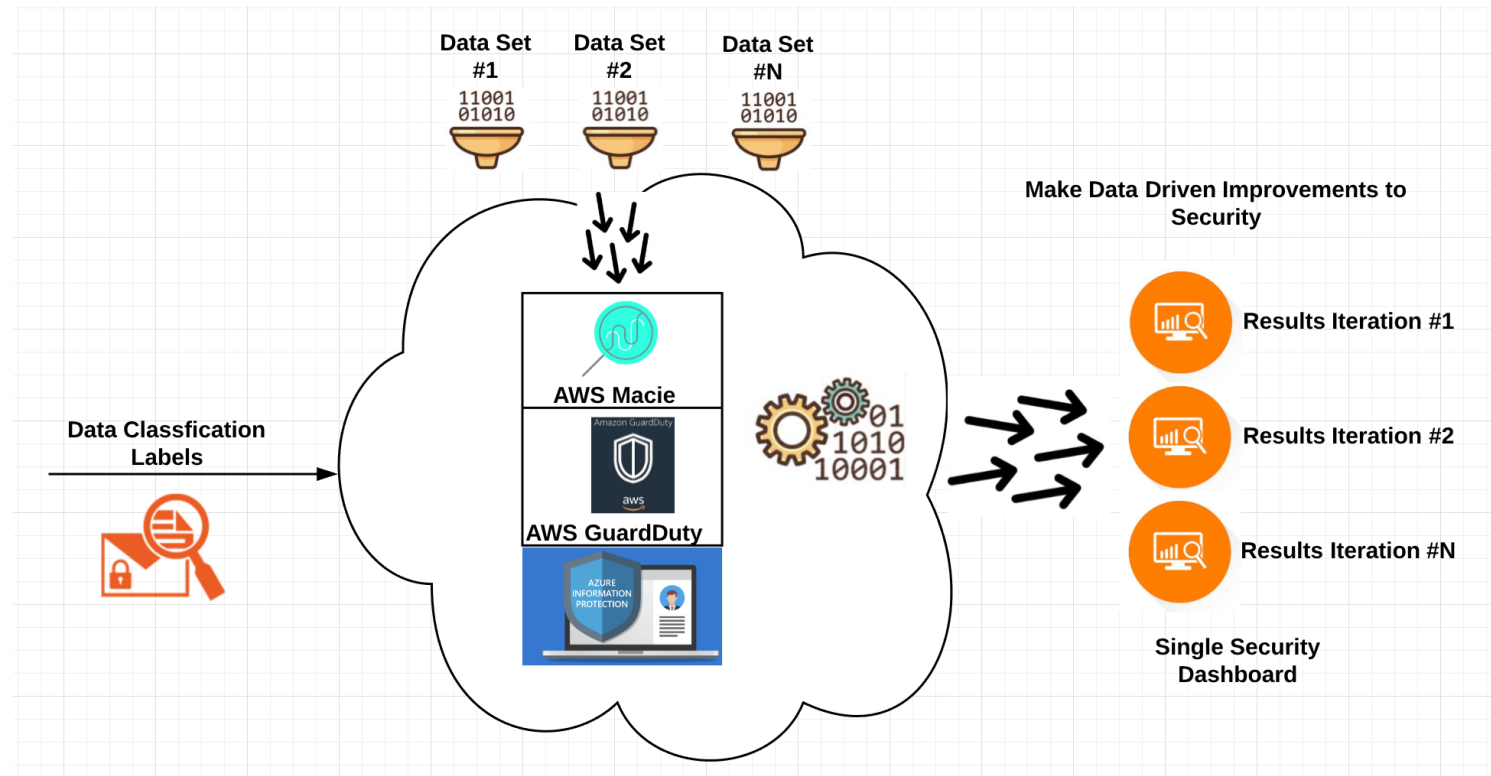 Data Set
#1
Data Set
#2
Data Set
#N
11001
01010
11001
01010
11001
01010
Make Data Driven Improvements to
Security
AWS Macie
Amazon GuardDuty
aws
AWS GuardDuty
AZURE
INFORMATION
PROTECTION
01
1010
10001
Data Classfication
Labels
Results Iteration #1
Results Iteration #2
Results Iteration #N
Single Security
Dashboard